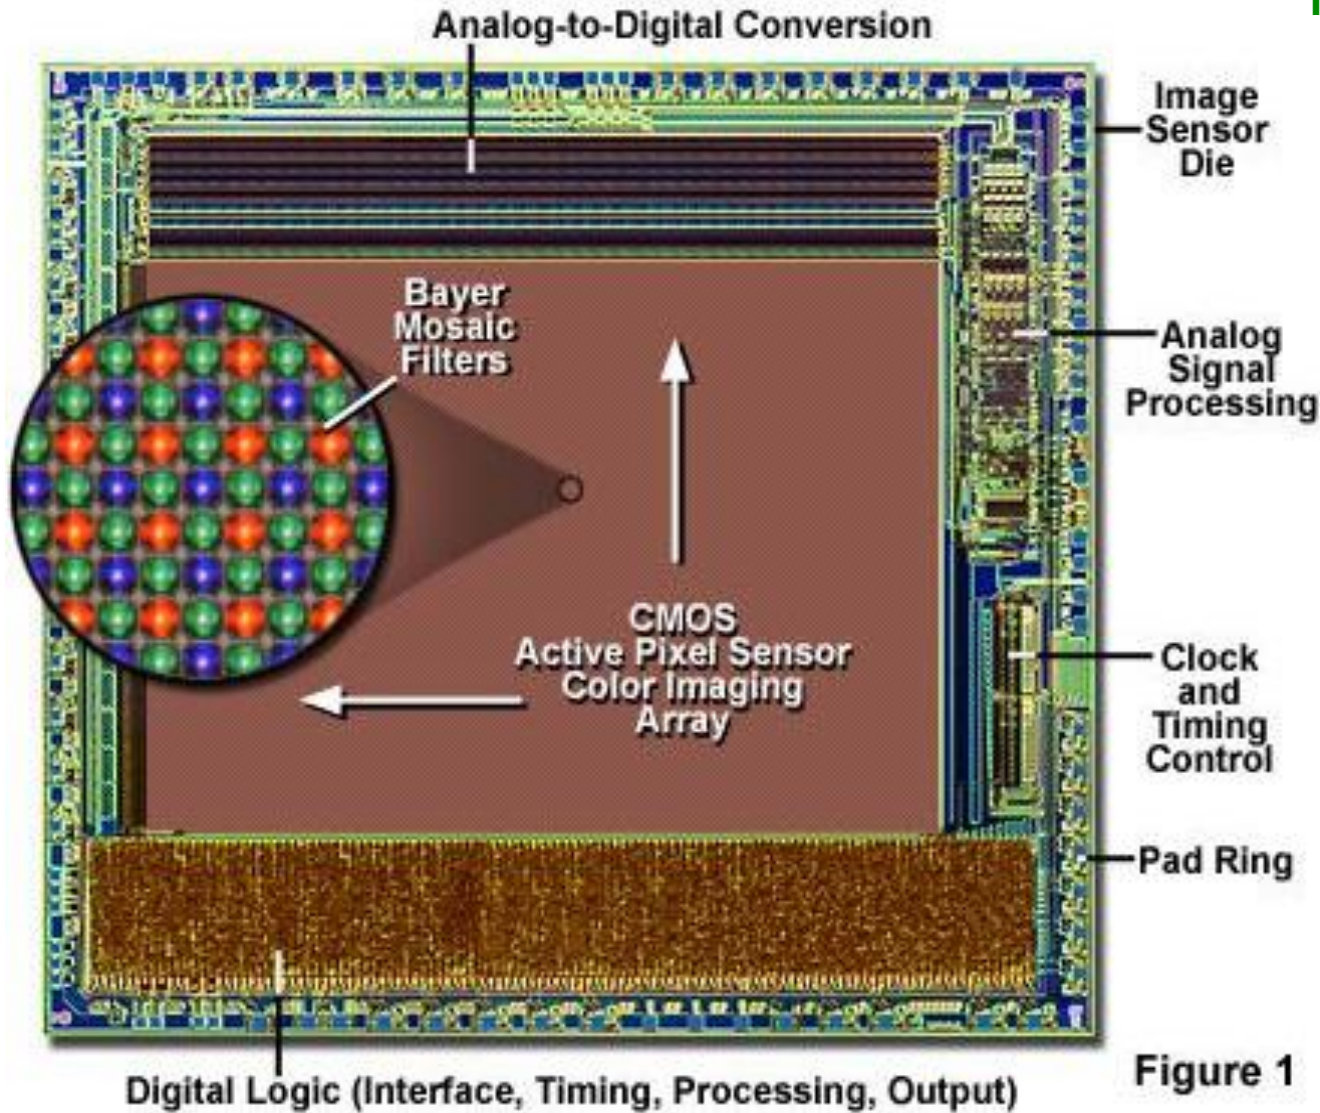 Analog-to-Digital Conversion
Image
Sensor
Die
Bayer
Mosaic
Filters
Analog
Signal
Processing
CMOS
Active Pixel Sensor
Color Imaging
Array
Clock
and
Timing
Control
Pad Ring
Digital Logic (Interface, Timing, Processing, Output)
Figure 1